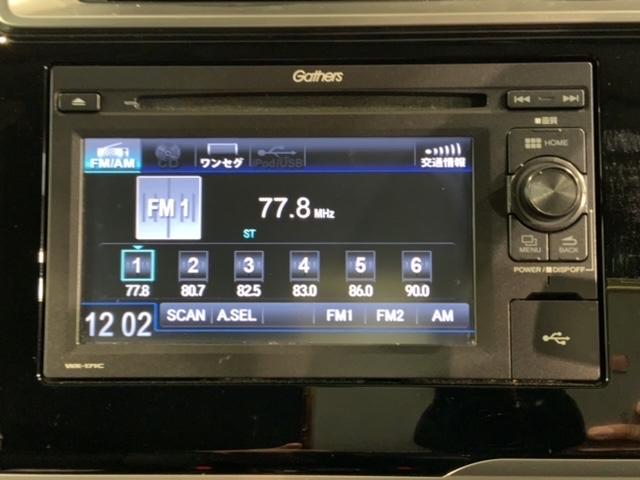 Gathers
■画質
HOME
MENU
BACK
POWER/■DISP OFF
FM/AM
CD
ワンセグ
iPod/USB
交通情報
FM 1
77.8 MHz
ST
1 2 3 4 5 6
77.8 80.7 82.5 83.0 86.0 90.0
12 02
SCAN A.SEL FM1 FM2 AM